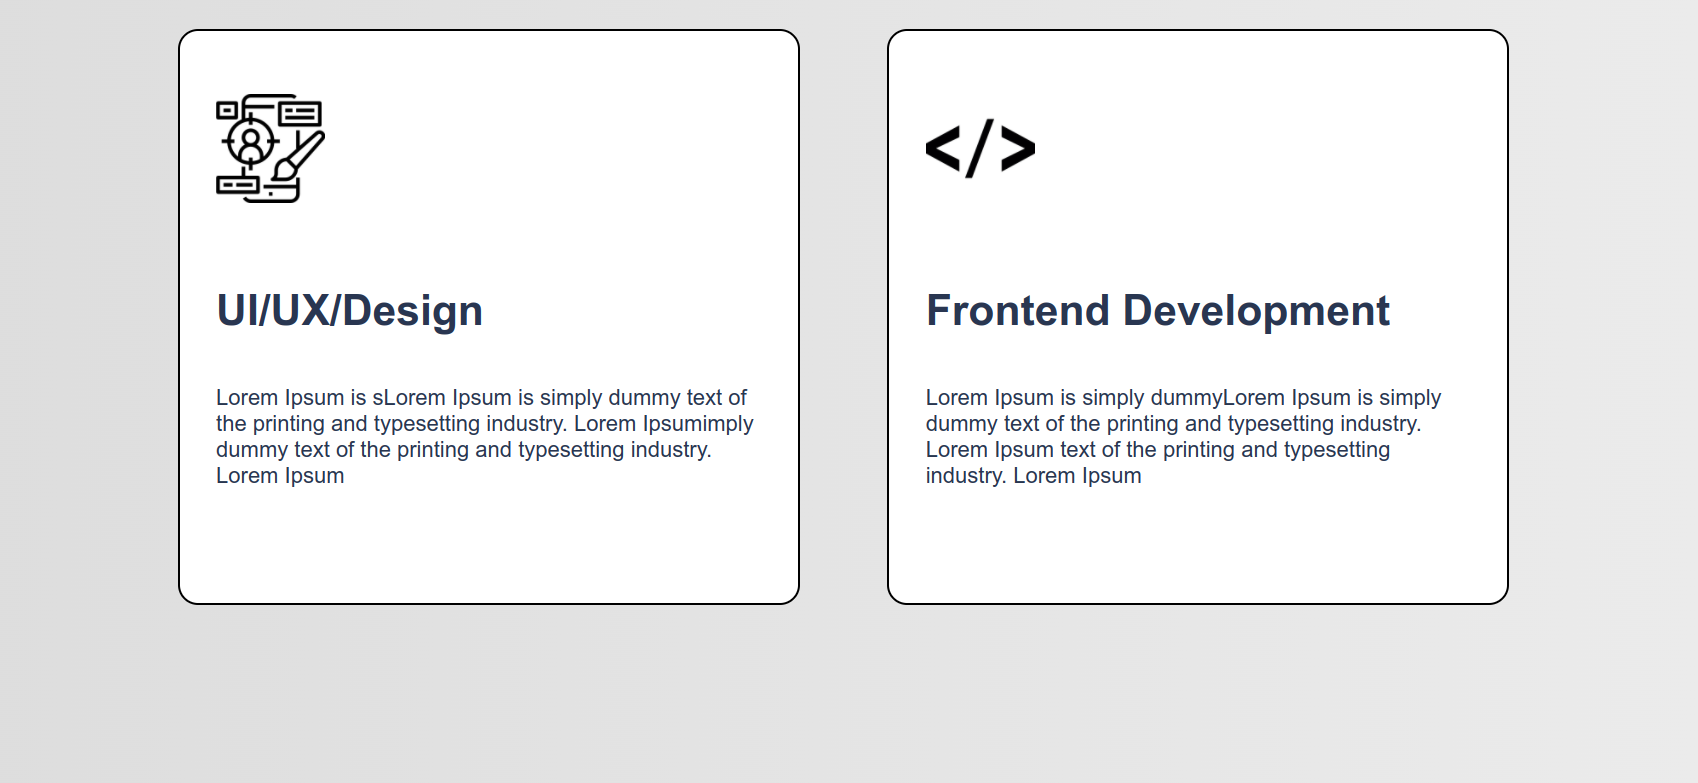 </>
UI/UX/Design
Frontend Development
Lorem Ipsum is sLorem Ipsum is simply dummy text of
the printing and typesetting industry. Lorem Ipsumimply
dummy text of the printing and typesetting industry.
Lorem Ipsum
Lorem Ipsum is simply dummyLorem Ipsum is simply
dummy text of the printing and typesetting industry.
Lorem Ipsum text of the printing and typesetting
industry. Lorem Ipsum